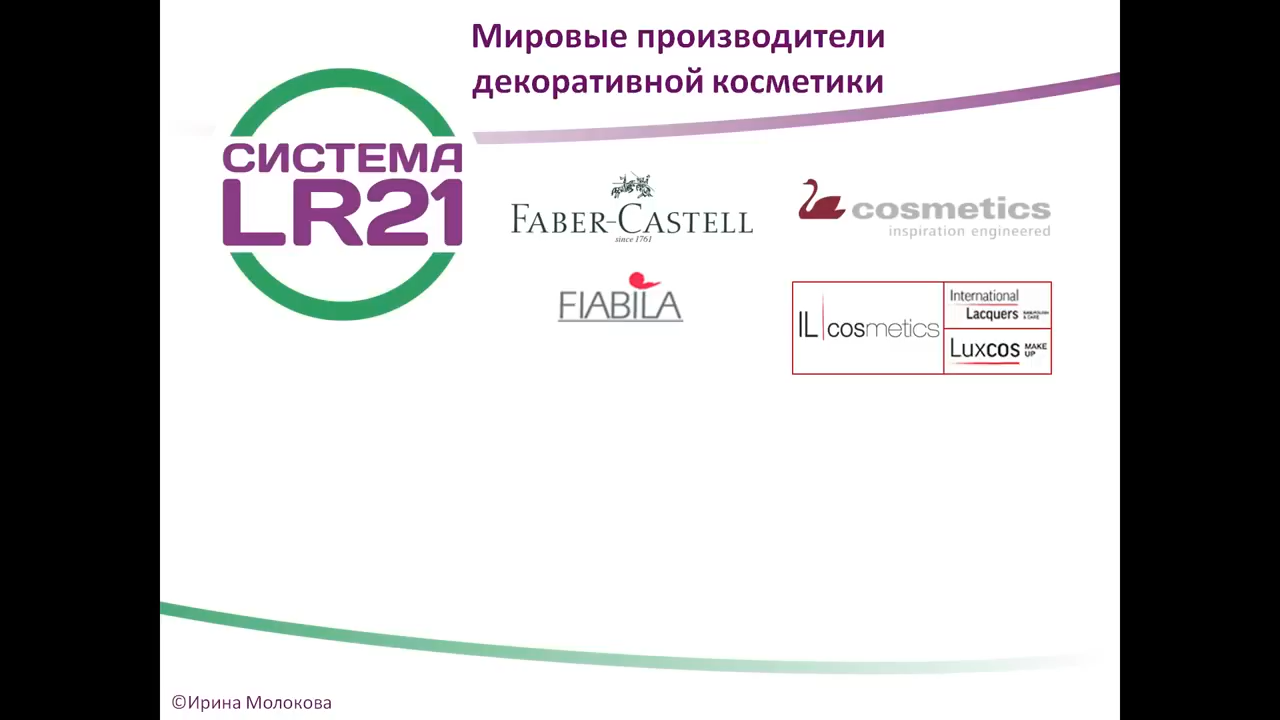 Мировые производители
декоративной косметики
СИСТЕМА
LR21
FABER-CASTELL
since 1761
cosmetics
inspiration engineered
FIABILA
IL cosmetics
International
Lacquers
Luxcos MAKE UP
©Ирина Молокова